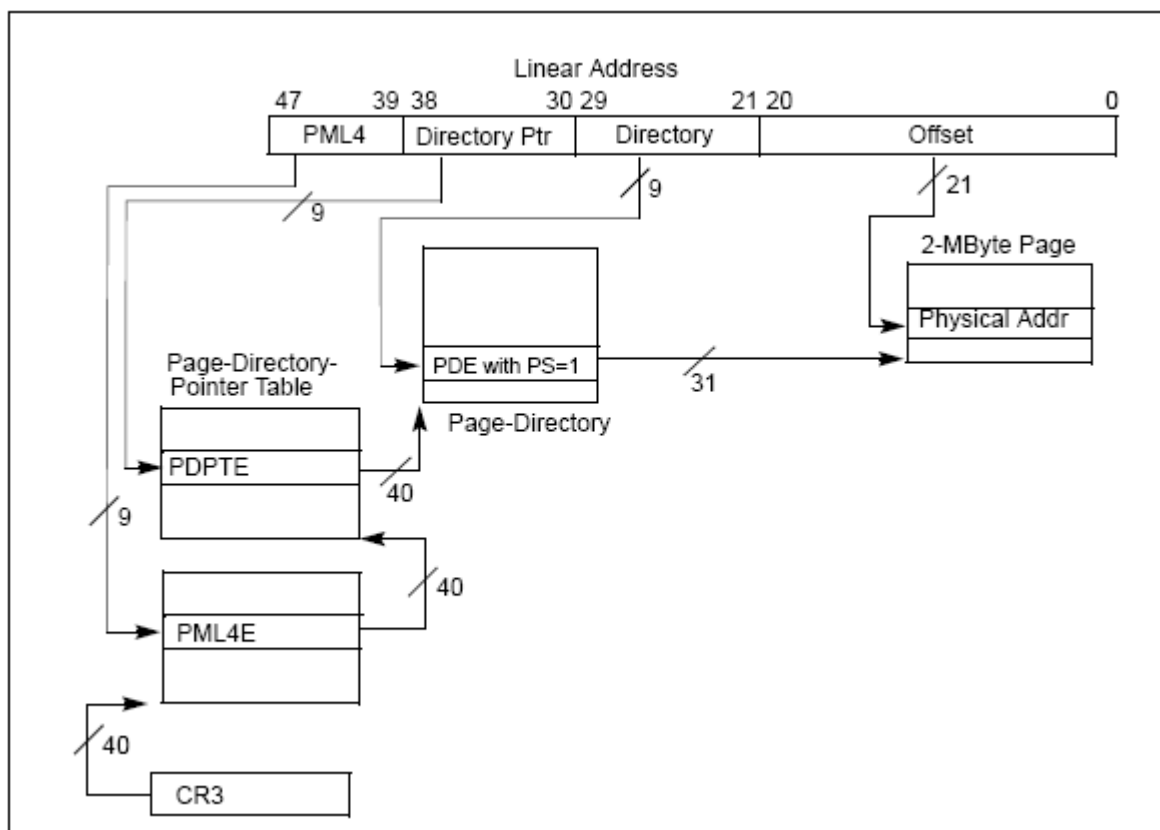 Linear Address
47 39 38 30 29 21 20 0
PML4 Directory Ptr Directory Offset
9
9
21
2-MByte Page
Physical Addr
PDE with PS=1
31
Page-Directory
Page-Directory-
Pointer Table
PDPTE
40
9
40
PML4E
40
CR3